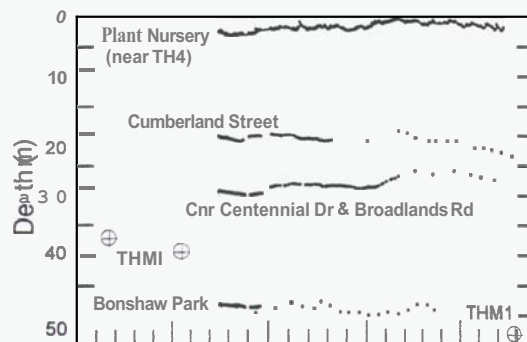 0
Plant Nursery
(near TH4)
10
Cumberland Street
20
Depth (m)
30
Cnr Centennial Dr & Broadlands Rd
THMI
40
Bonshaw Park
THM1
50